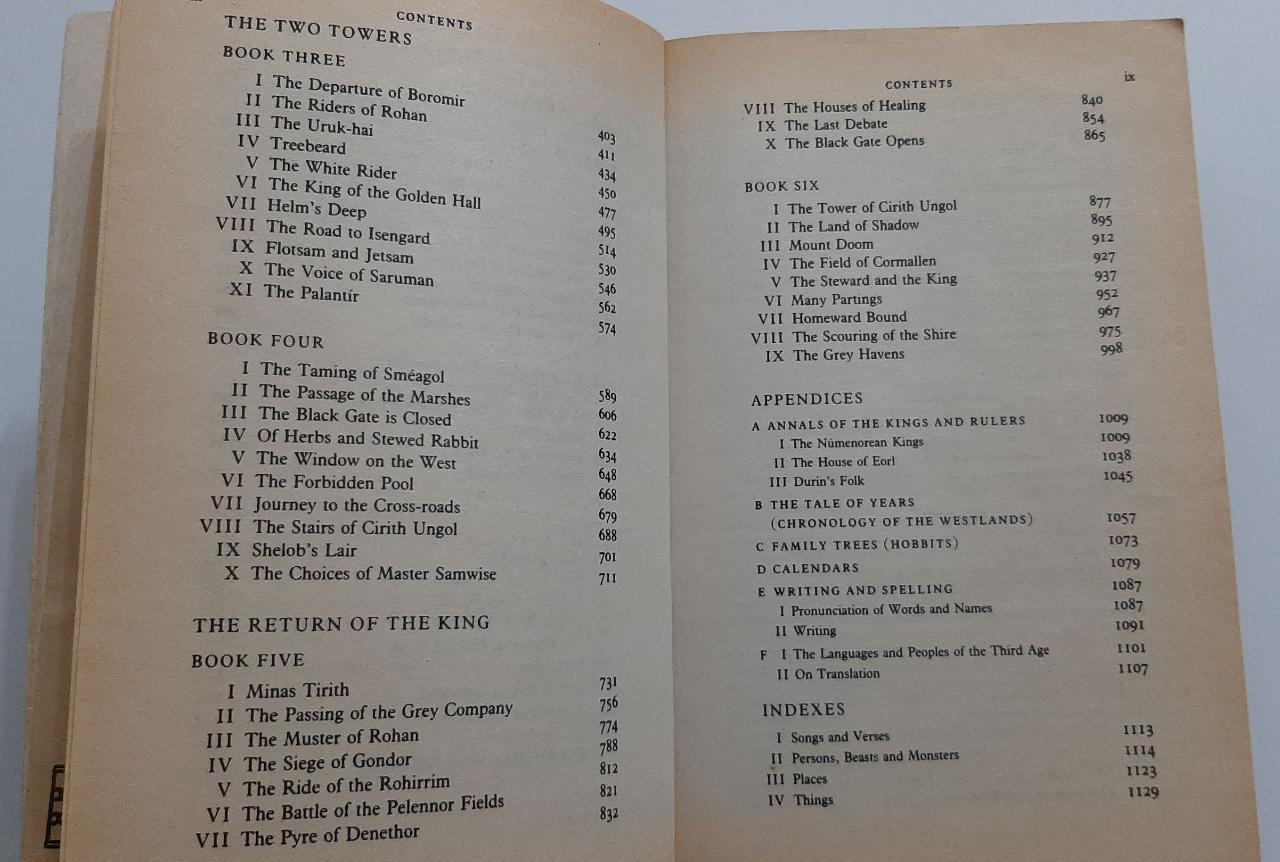 CONTENTS
THE TWO TOWERS
BOOK THREE
I The Departure of Boromir 403
II The Riders of Rohan 411
III The Uruk-hai 434
IV Treebeard 450
V The White Rider 477
VI The King of the Golden Hall 495
VII Helm's Deep 514
VIII The Road to Isengard 530
IX Flotsam and Jetsam 546
X The Voice of Saruman 562
XI The Palantír 574
BOOK FOUR
I The Taming of Sméagol 589
II The Passage of the Marshes 606
III The Black Gate is Closed 622
IV Of Herbs and Stewed Rabbit 634
V The Window on the West 648
VI The Forbidden Pool 668
VII Journey to the Cross-roads 679
VIII The Stairs of Cirith Ungol 688
IX Shelob's Lair 701
X The Choices of Master Samwise 711
THE RETURN OF THE KING
BOOK FIVE
I Minas Tirith 731
II The Passing of the Grey Company 756
III The Muster of Rohan 774
IV The Siege of Gondor 788
V The Ride of the Rohirrim 812
VI The Battle of the Pelennor Fields 821
VII The Pyre of Denethor 832
CONTENTS ix
VIII The Houses of Healing 840
IX The Last Debate 854
X The Black Gate Opens 865
BOOK SIX
I The Tower of Cirith Ungol 877
II The Land of Shadow 895
III Mount Doom 912
IV The Field of Cormallen 927
V The Steward and the King 937
VI Many Partings 952
VII Homeward Bound 967
VIII The Scouring of the Shire 975
IX The Grey Havens 998
APPENDICES
A ANNALS OF THE KINGS AND RULERS 1009
I The Númenorean Kings 1009
II The House of Eorl 1038
III Durin's Folk 1045
B THE TALE OF YEARS
(CHRONOLOGY OF THE WESTLANDS) 1057
C FAMILY TREES (HOBBITS) 1073
D CALENDARS 1079
E WRITING AND SPELLING 1087
I Pronunciation of Words and Names 1087
II Writing 1091
F I The Languages and Peoples of the Third Age 1101
II On Translation 1107
INDEXES
I Songs and Verses 1113
II Persons, Beasts and Monsters 1114
III Places 1123
IV Things 1129